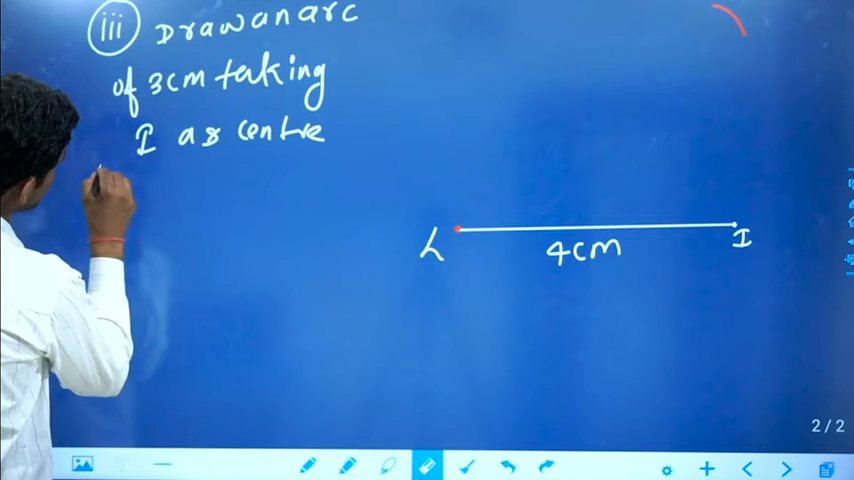 iii Draw an arc
of 3cm taking
I as centre
L
4cm
I
2/2